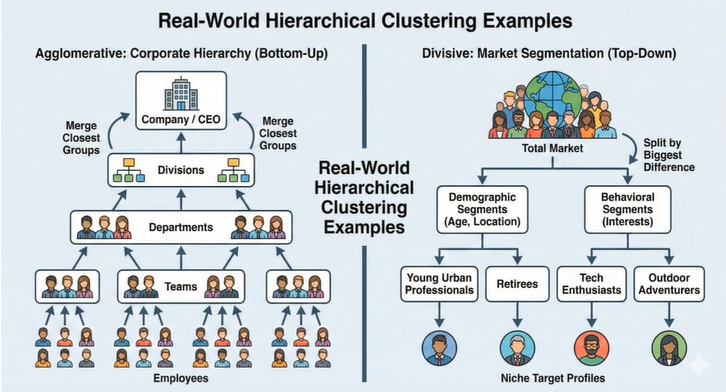 Real-World Hierarchical Clustering Examples
Agglomerative: Corporate Hierarchy (Bottom-Up)
Company / CEO
Merge
Closest
Groups
Merge
Closest
Groups
Divisions
Departments
Teams
Employees
Real-World
Hierarchical
Clustering
Examples
Divisive: Market Segmentation (Top-Down)
Total Market
Split by
Biggest
Difference
Demographic
Segments
(Age, Location)
Behavioral
Segments
(Interests)
Young Urban
Professionals
Retirees
Tech
Enthusiasts
Outdoor
Adventurers
Niche Target Profiles